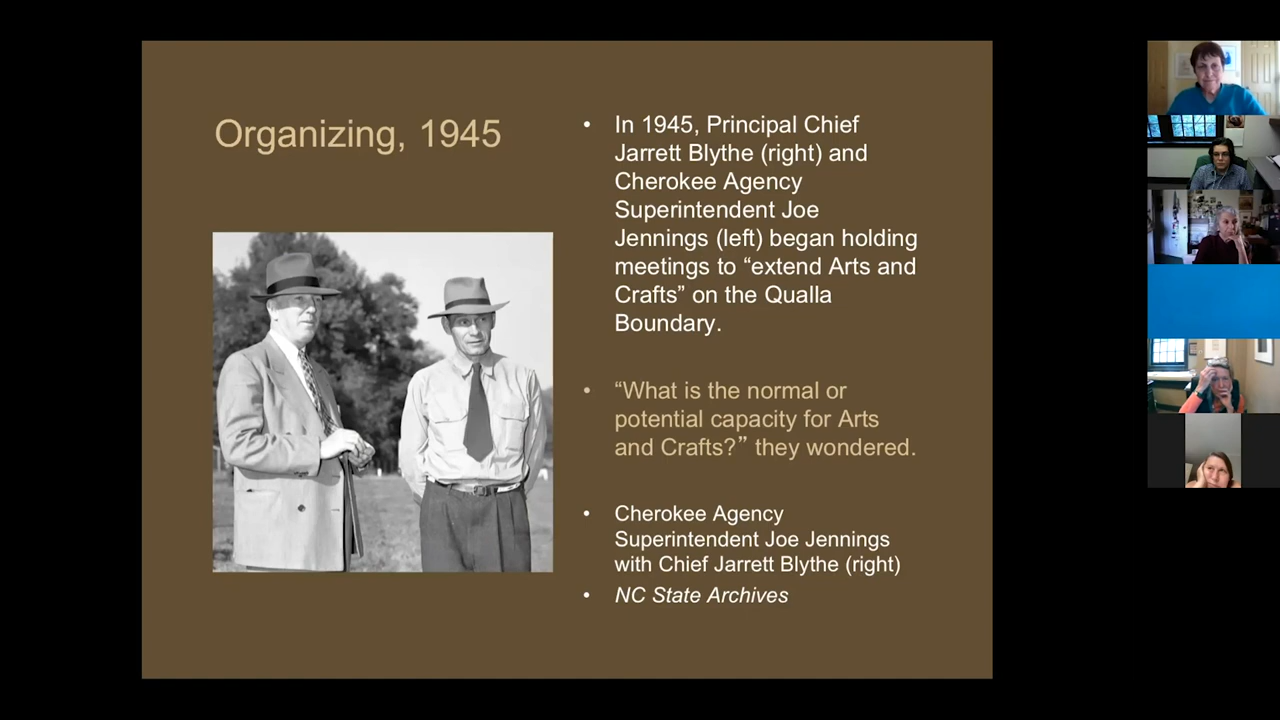 Organizing, 1945
• In 1945, Principal Chief
Jarrett Blythe (right) and
Cherokee Agency
Superintendent Joe
Jennings (left) began holding
meetings to “extend Arts and
Crafts” on the Qualla
Boundary.
• “What is the normal or
potential capacity for Arts
and Crafts?” they wondered.
• Cherokee Agency
Superintendent Joe Jennings
with Chief Jarrett Blythe (right)
• NC State Archives